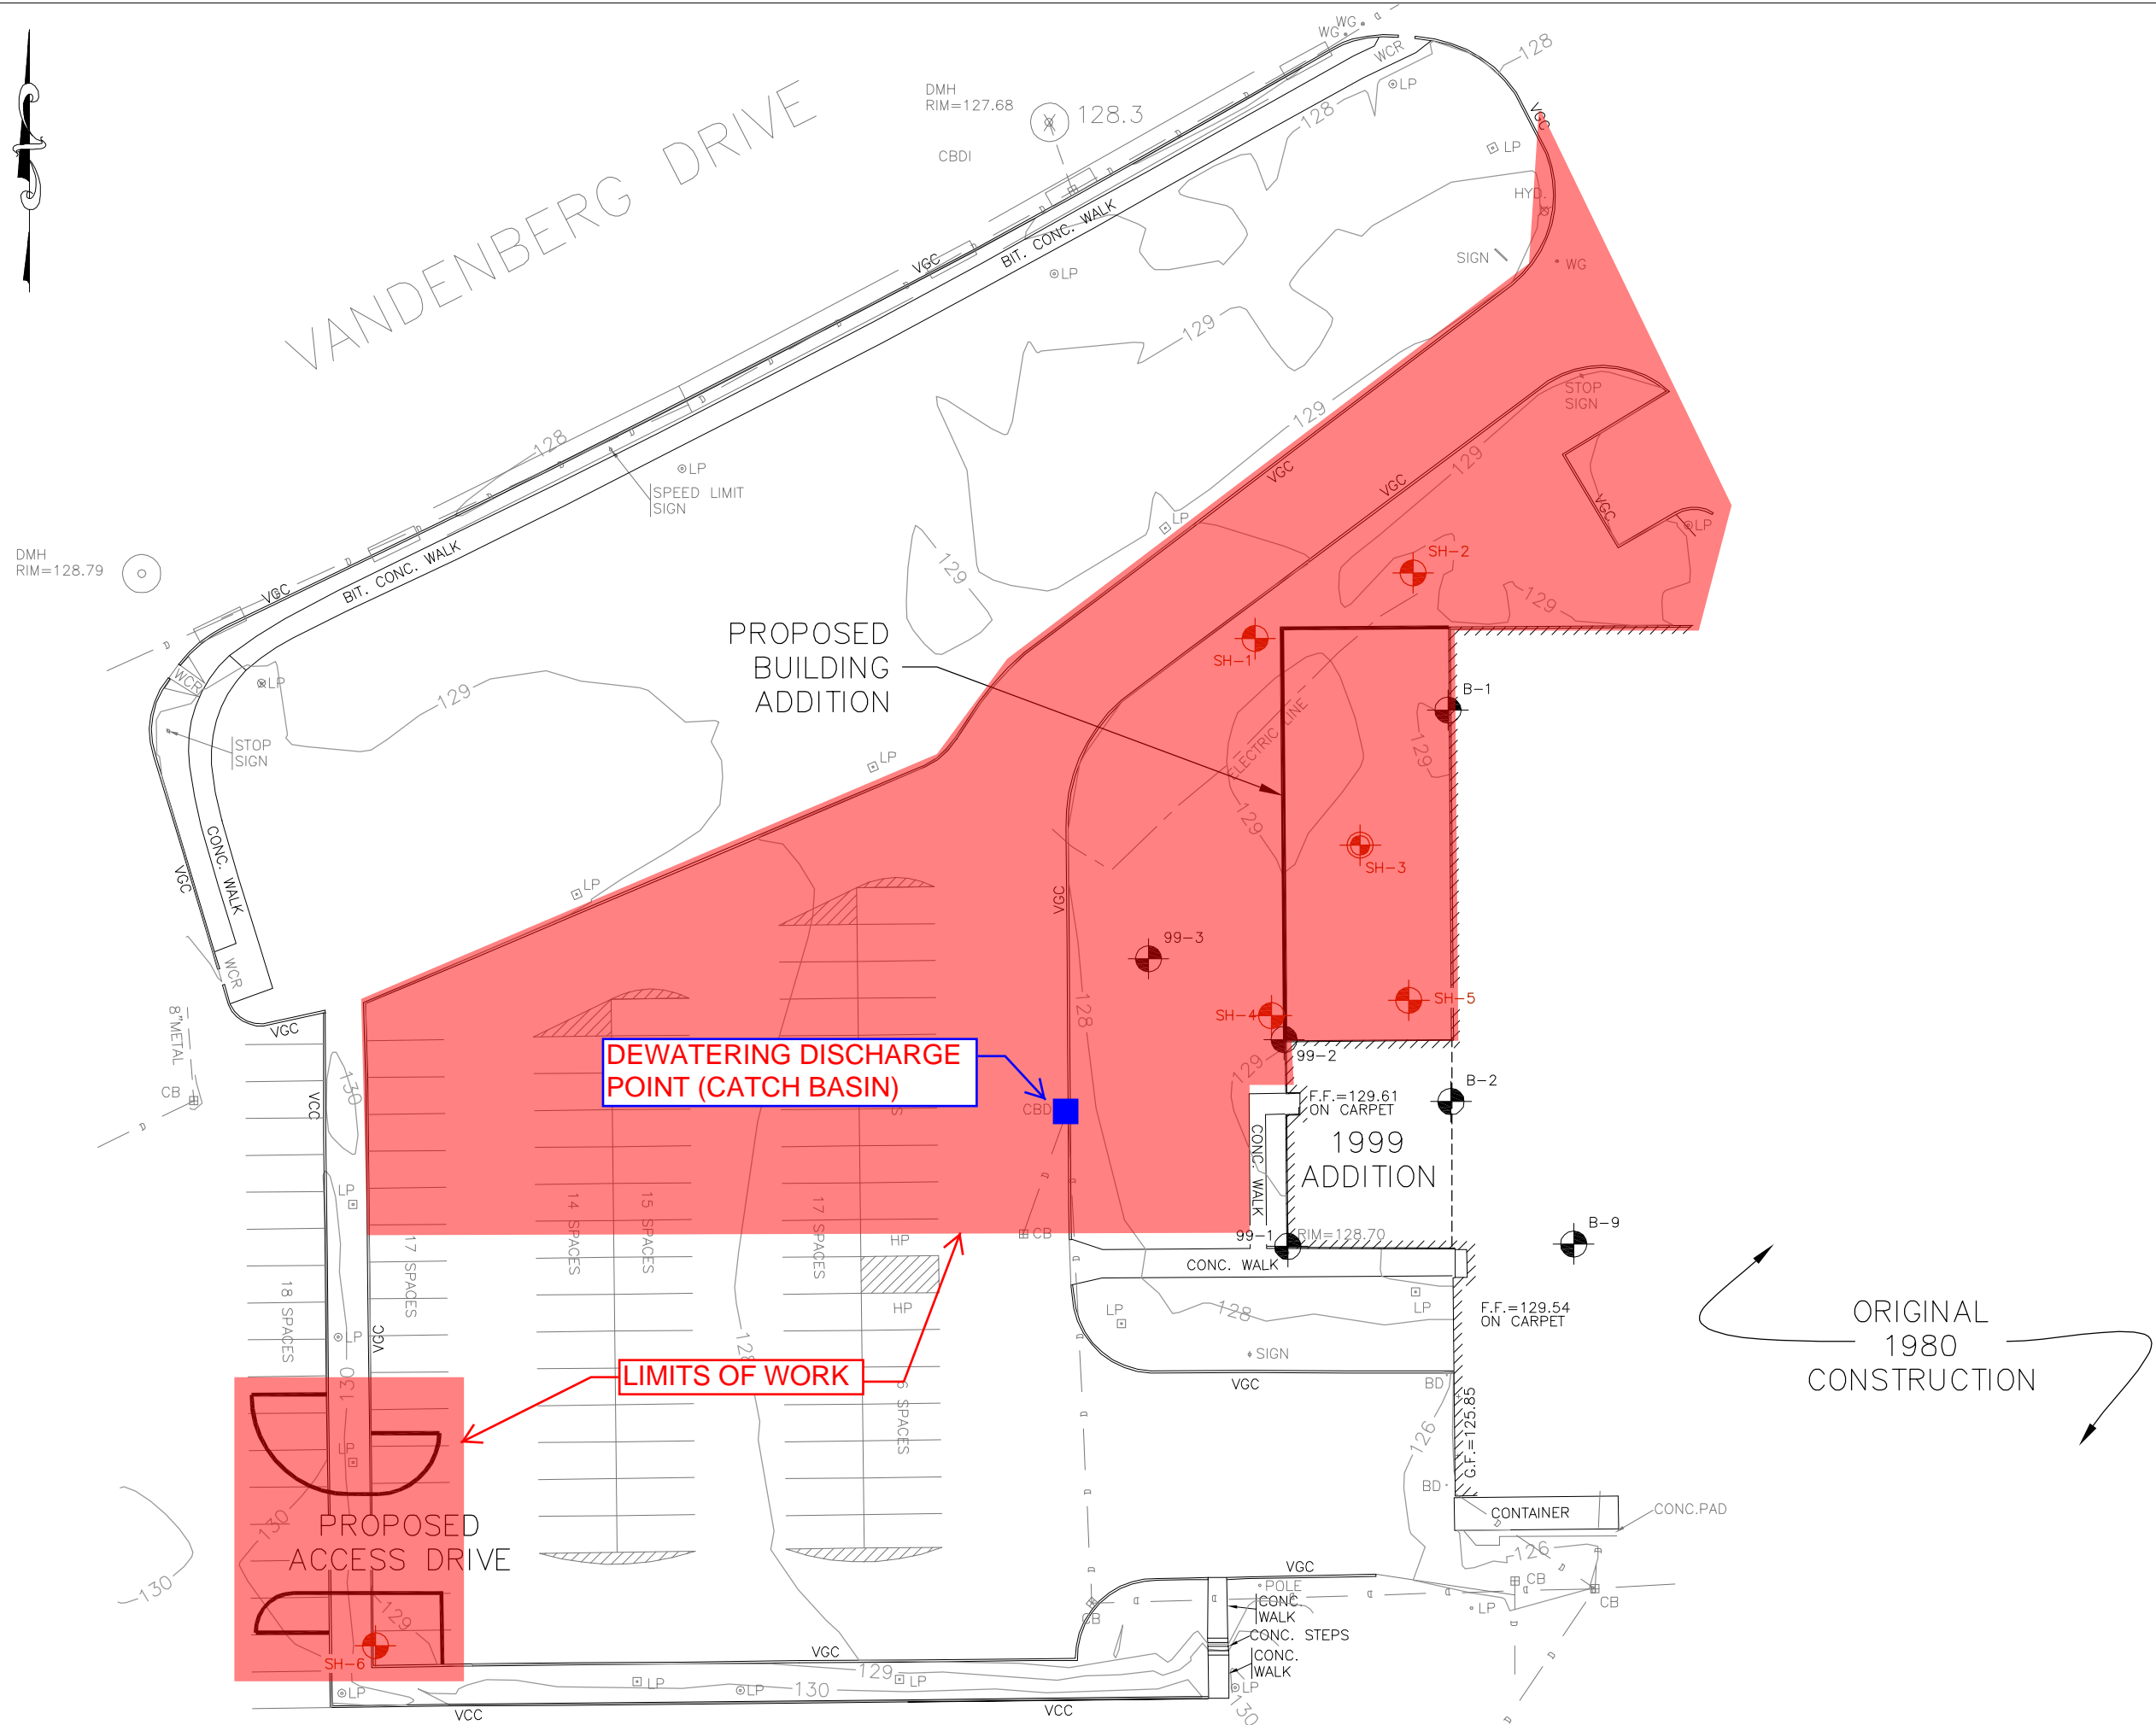 WG
WG
128
WCR
LP
DMH
RIM=127.68
128.3
CBDI
VANDENBERG DRIVE
128
VGC
LP
HYD.
BIT. CONC. WALK
VGC
LP
SIGN
WG
129
STOP
SIGN
129
VGC
VGC
129
128
LP
SPEED LIMIT
SIGN
VGC
LP
LP
DMH
RIM=128.79
VGC
BIT. CONC. WALK
129
SH-2
129
PROPOSED
BUILDING
ADDITION
SH-1
WCR
LP
129
B-1
STOP
SIGN
ELECTRIC LINE
129
LP
129
SH-3
CONC. WALK
VGC
LP
VGC
99-3
WCR
8"METAL
VGC
128
SH-4
SH-5
DEWATERING DISCHARGE
POINT (CATCH BASIN)
99-2
129
130
CB
VCC
CBD
S
B-2
F.F.=129.61
ON CARPET
1999
ADDITION
CONC. WALK
LP
14 SPACES
15 SPACES
17 SPACES
17 SPACES
HP
CB
99-1
RIM=128.70
B-9
CONC. WALK
18 SPACES
HP
LP
128
LP
F.F.=129.54
ON CARPET
ORIGINAL
1980
CONSTRUCTION
LP
VGC
128
SIGN
LIMITS OF WORK
130
6 SPACES
VGC
BD
G.F.=125.85
126
LP
BD
CONTAINER
CONC.PAD
130
PROPOSED
ACCESS DRIVE
126
130
VGC
POLE
CB
CB
129
CB
CONC.
WALK
LP
CONC. STEPS
SH-6
VGC
CONC.
WALK
129
LP
LP
LP
LP
130
LP
130
VCC
VCC